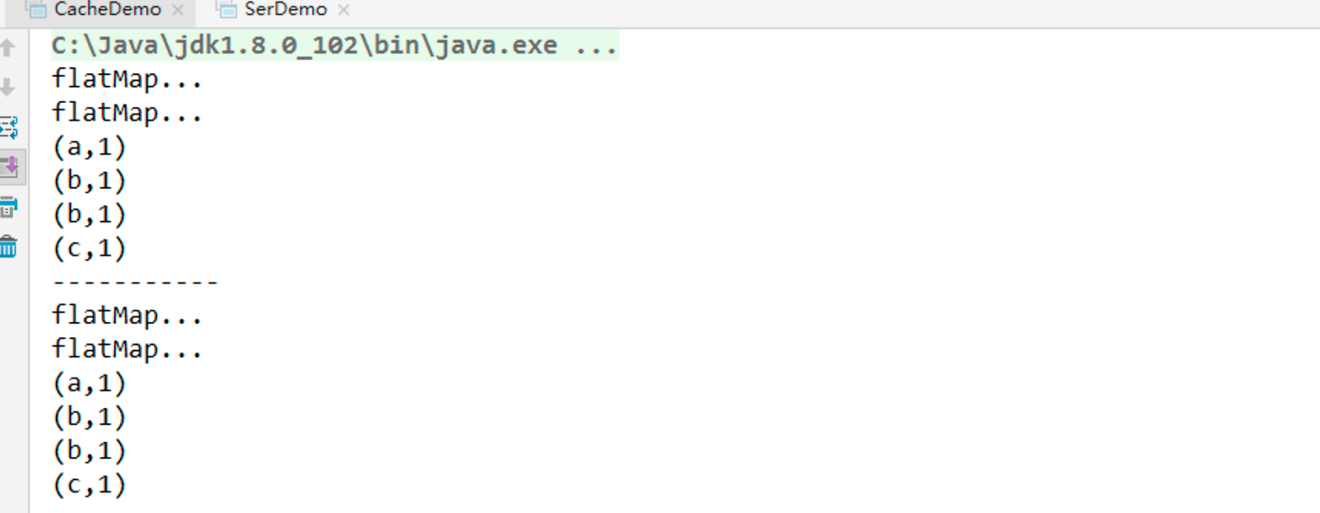 CacheDemo × SerDemo ×
C:\Java\jdk1.8.0_102\bin\java.exe ...
flatMap...
flatMap...
(a,1)
(b,1)
(b,1)
(c,1)
-----------
flatMap...
flatMap...
(a,1)
(b,1)
(b,1)
(c,1)